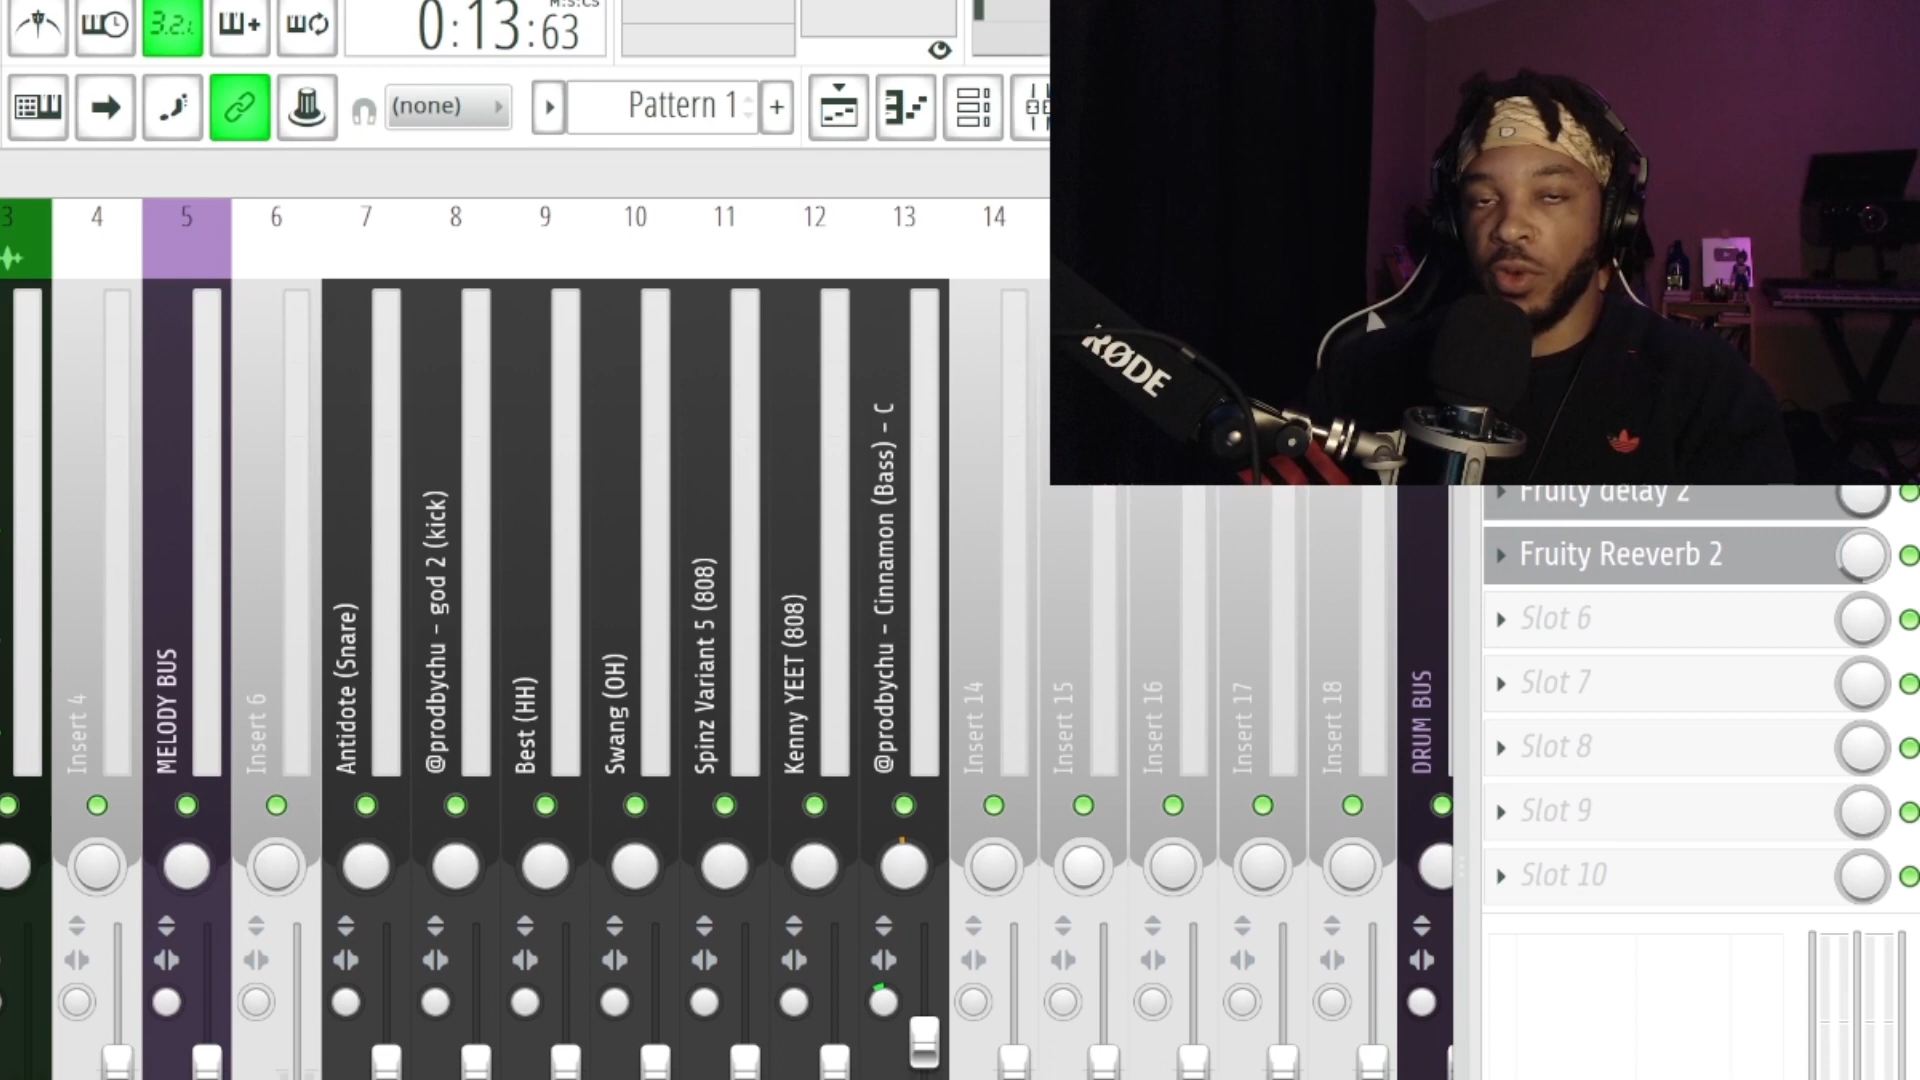 3.2.1
0:13:63
M:S:CS
(none)
Pattern 1
+
3
4
5
6
7
8
9
10
11
12
13
14
Insert 4
MELODY BUS
Insert 6
Antidote (Snare)
@prodbychu - god 2 (kick)
Best (HH)
Swang (OH)
Spinz Variant 5 (808)
Kenny YEET (808)
@prodbychu - Cinnamon (Bass) - C
Insert 14
Insert 15
Insert 16
Insert 17
Insert 18
DRUM BUS
RØDE
D
Fruity delay 2
Fruity Reeverb 2
Slot 6
Slot 7
Slot 8
Slot 9
Slot 10